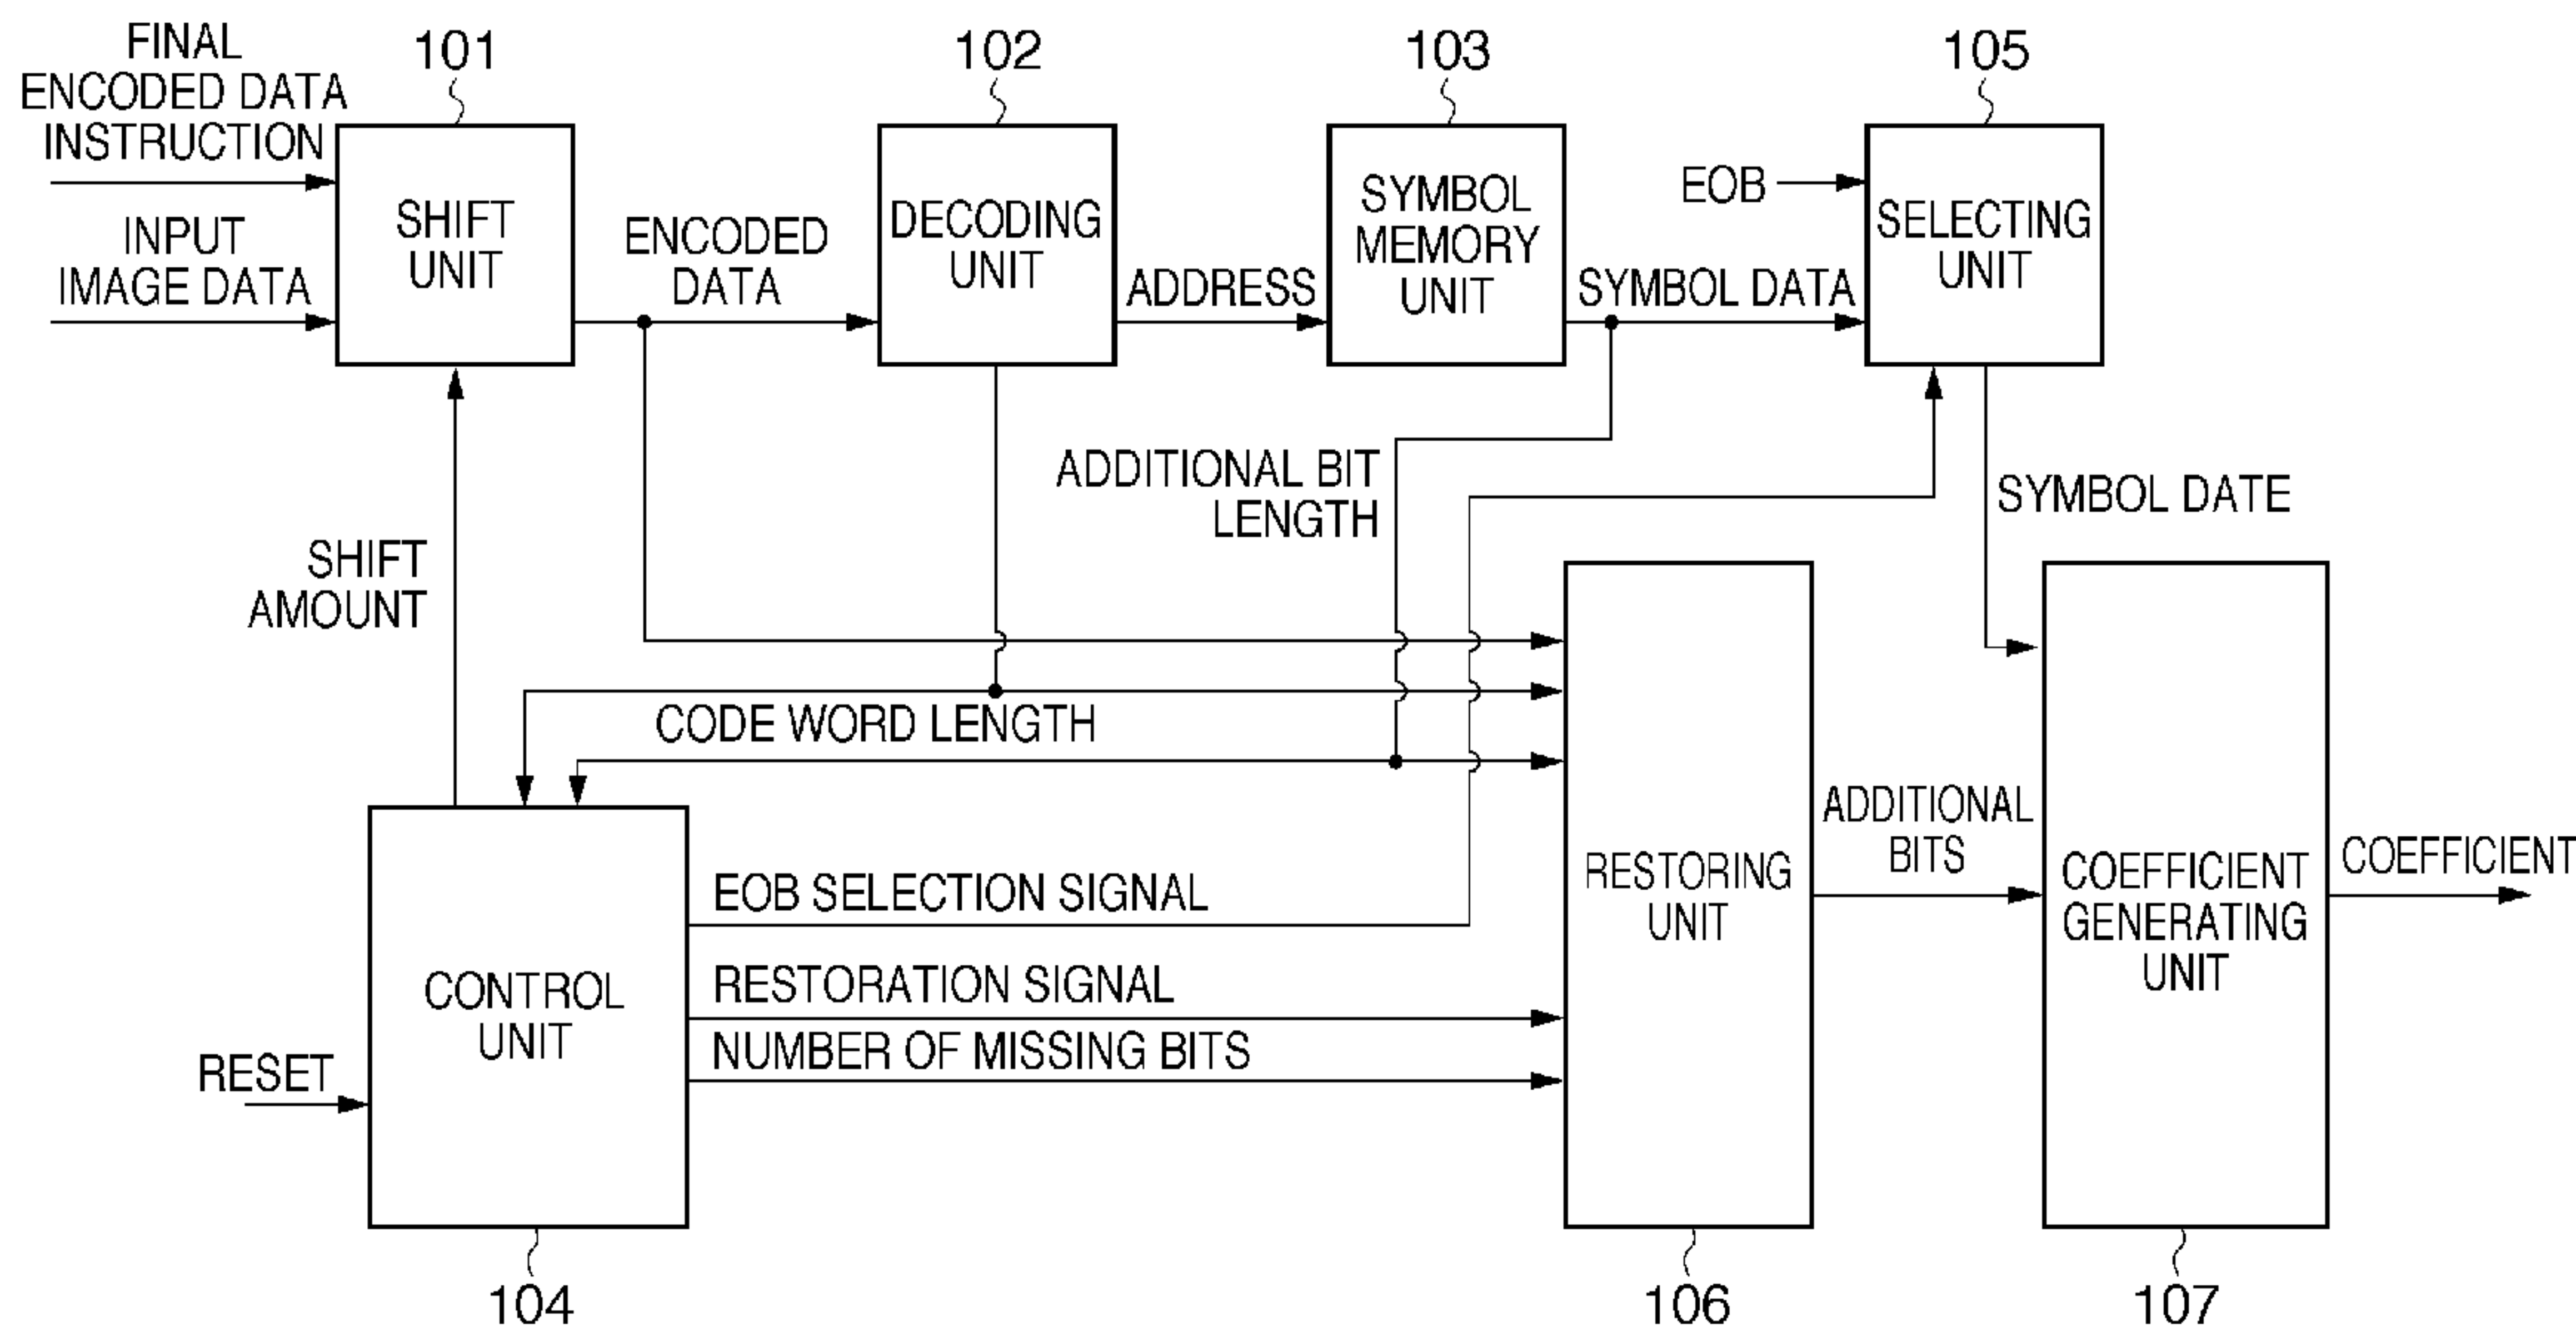 FINAL
ENCODED DATA
INSTRUCTION
101
102
103
105
INPUT
IMAGE DATA
SHIFT
UNIT
ENCODED
DATA
DECODING
UNIT
ADDRESS
SYMBOL
MEMORY
UNIT
SYMBOL DATA
EOB
SELECTING
UNIT
ADDITIONAL BIT
LENGTH
SYMBOL DATE
SHIFT
AMOUNT
CODE WORD LENGTH
EOB SELECTION SIGNAL
RESTORATION SIGNAL
NUMBER OF MISSING BITS
CONTROL
UNIT
RESET
RESTORING
UNIT
ADDITIONAL
BITS
COEFFICIENT
GENERATING
UNIT
COEFFICIENT
104
106
107